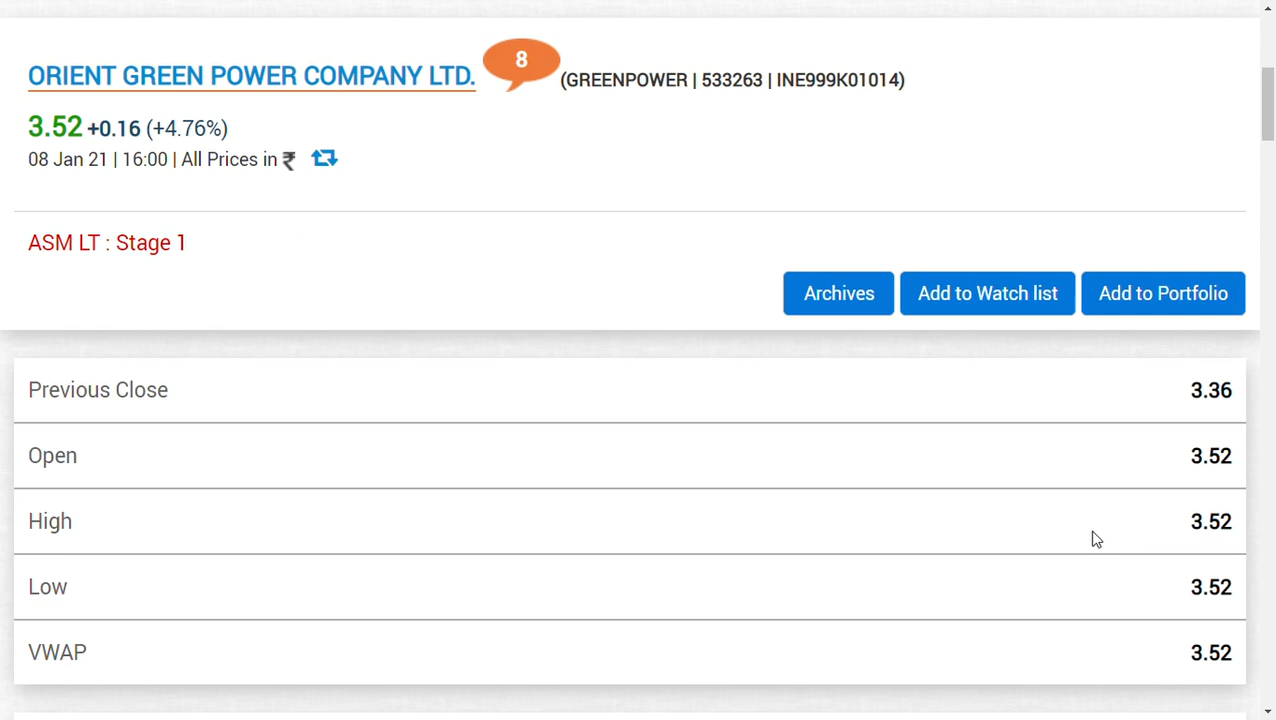 ORIENT GREEN POWER COMPANY LTD. 8 (GREENPOWER | 533263 | INE999K01014)
3.52 +0.16 (+4.76%)
08 Jan 21 | 16:00 | All Prices in ₹
ASM LT : Stage 1
Archives Add to Watch list Add to Portfolio
Previous Close 3.36
Open 3.52
High 3.52
Low 3.52
VWAP 3.52